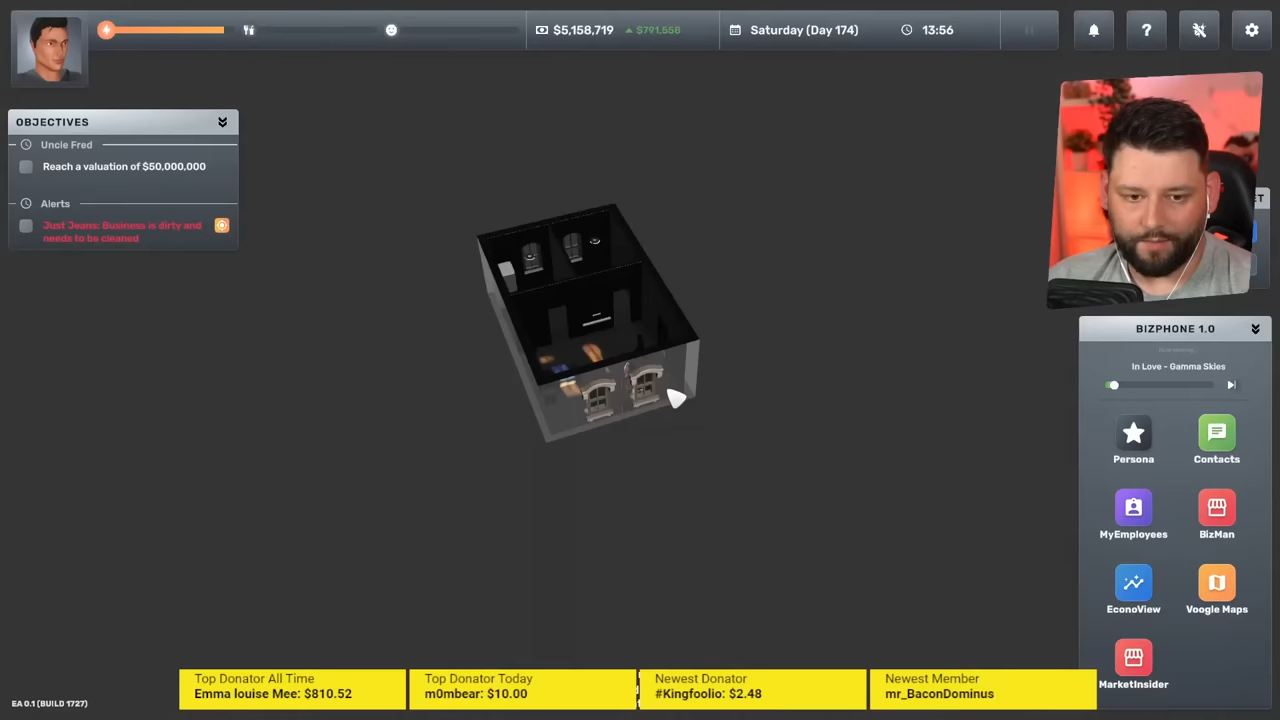 $5,158,719
$791,558
Saturday (Day 174)
13:56
?
OBJECTIVES
Uncle Fred
Reach a valuation of $50,000,000
Alerts
Just Jeans: Business is dirty and
needs to be cleaned
BIZPHONE 1.0
In Love - Gamma Skies
Persona
Contacts
MyEmployees
BizMan
EconoView
Voogle Maps
MarketInsider
Top Donator All Time
Emma louise Mee: $810.52
Top Donator Today
m0mbear: $10.00
Newest Donator
#Kingfoolio: $2.48
Newest Member
mr_BaconDominus
EA 0.1 (BUILD 1727)